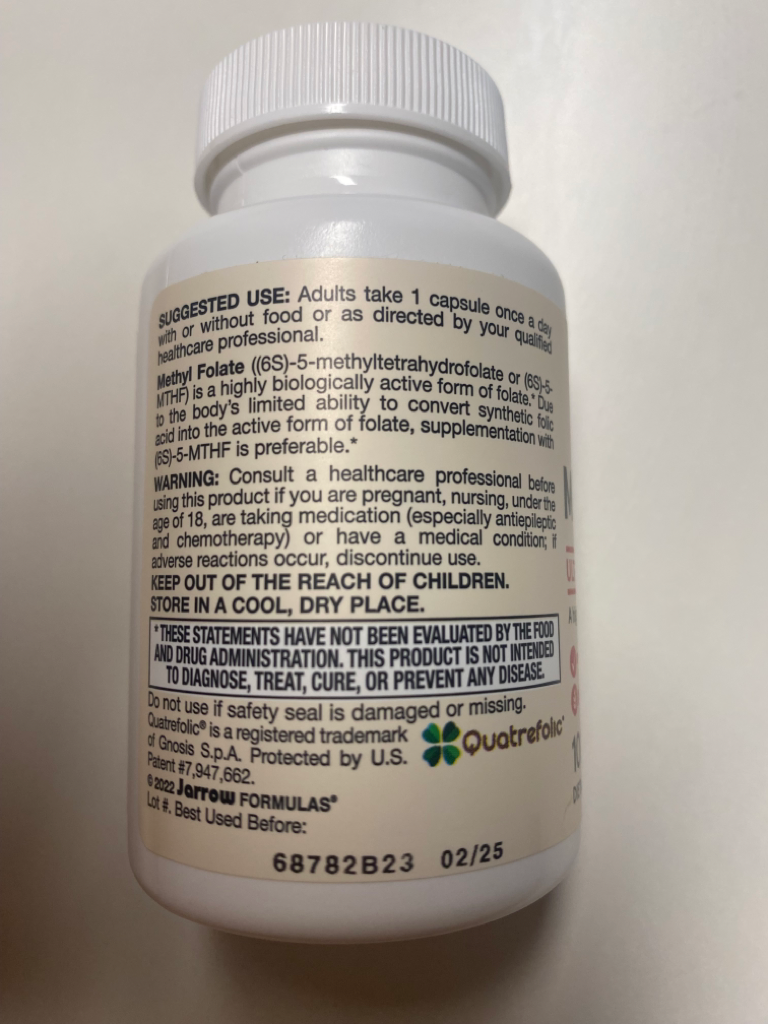 SUGGESTED USE: Adults take 1 capsule once a day
with or without food or as directed by your qualified
healthcare professional.
Methyl Folate ((6S)-5-methyltetrahydrofolate or (6S)-5-
MTHF) is a highly biologically active form of folate.* Due
to the body's limited ability to convert synthetic folic
acid into the active form of folate, supplementation with
(6S)-5-MTHF is preferable.*
WARNING: Consult a healthcare professional before
using this product if you are pregnant, nursing, under the
age of 18, are taking medication (especially antiepileptic
and chemotherapy) or have a medical condition; if
adverse reactions occur, discontinue use.
KEEP OUT OF THE REACH OF CHILDREN.
STORE IN A COOL, DRY PLACE.
*THESE STATEMENTS HAVE NOT BEEN EVALUATED BY THE FOOD
AND DRUG ADMINISTRATION. THIS PRODUCT IS NOT INTENDED
TO DIAGNOSE, TREAT, CURE, OR PREVENT ANY DISEASE.
Do not use if safety seal is damaged or missing.
Quatrefolic® is a registered trademark
of Gnosis S.p.A. Protected by U.S.
Patent #7,947,662.
Quatrefolic®
©2022 Jarrow FORMULAS®
Lot #. Best Used Before:
68782B23 02/25